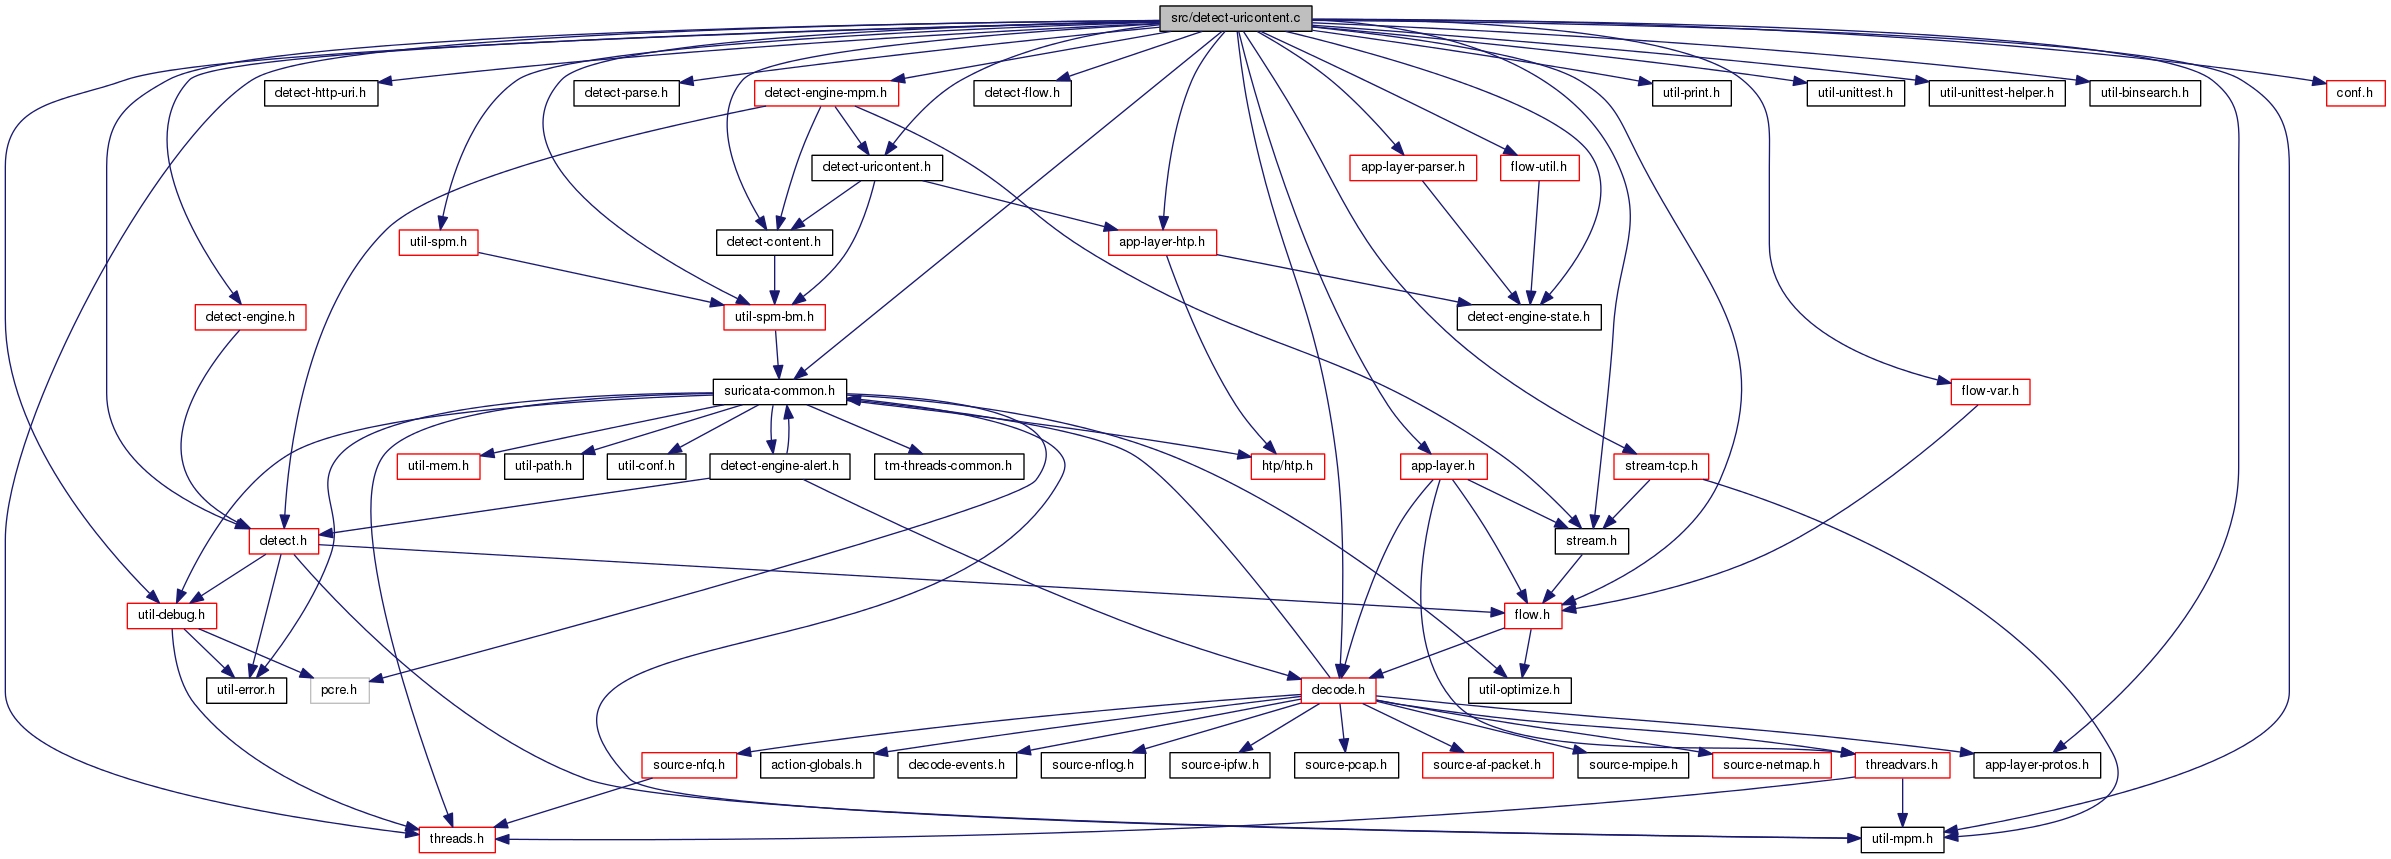 src/detect-uricontent.c
detect-http-uri.h
detect-parse.h
detect-engine-mpm.h
detect-flow.h
util-print.h
util-unittest.h
util-unittest-helper.h
util-binsearch.h
conf.h
detect-uricontent.h
app-layer-parser.h
flow-util.h
util-spm.h
detect-content.h
app-layer-htp.h
detect-engine.h
util-spm-bm.h
detect-engine-state.h
suricata-common.h
flow-var.h
util-mem.h
util-path.h
util-conf.h
detect-engine-alert.h
tm-threads-common.h
htp/htp.h
app-layer.h
stream-tcp.h
detect.h
stream.h
util-debug.h
flow.h
util-error.h
pcre.h
decode.h
util-optimize.h
source-nfq.h
action-globals.h
decode-events.h
source-nflog.h
source-ipfw.h
source-pcap.h
source-af-packet.h
source-mpipe.h
source-netmap.h
threadvars.h
app-layer-protos.h
threads.h
util-mpm.h